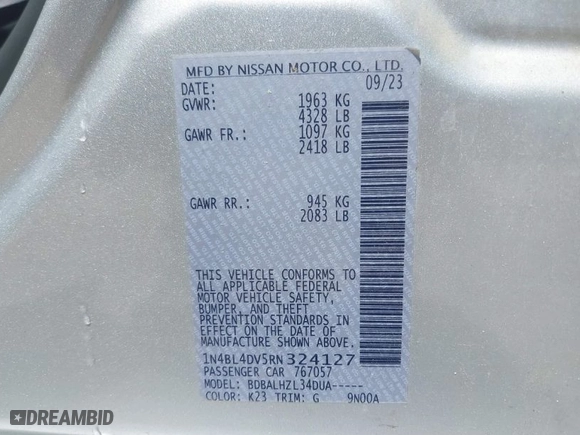 MFD BY NISSAN MOTOR CO., LTD.
DATE: 09/23
GVWR: 1963 KG
4328 LB
GAWR FR.: 1097 KG
2418 LB
GAWR RR.: 945 KG
2083 LB
THIS VEHICLE CONFORMS TO
ALL APPLICABLE FEDERAL
MOTOR VEHICLE SAFETY,
BUMPER, AND THEFT
PREVENTION STANDARDS IN
EFFECT ON THE DATE OF
MANUFACTURE SHOWN ABOVE.
1N4BL4DV5RN324127
PASSENGER CAR 767057
MODEL: BDBALHZL34DUA-----
COLOR: K23 TRIM: G 9N00A
DREAMBID